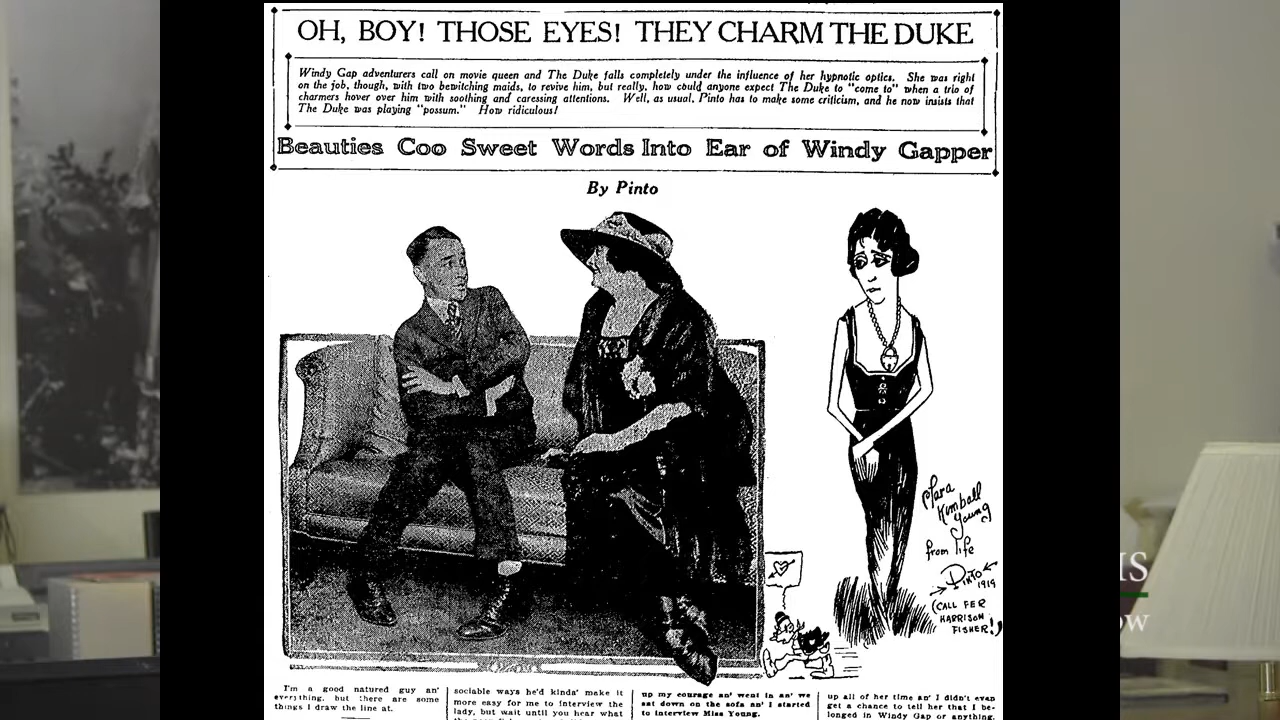 OH, BOY! THOSE EYES! THEY CHARM THE DUKE
Windy Gap adventurers call on movie queen and The Duke falls completely under the influence of her hypnotic optics. She was right
on the job, though, with two bewitching maids, to revive him, but really, how could anyone expect The Duke to "come to" when a trio of
charmers hover over him with soothing and caressing attentions. Well, as usual, Pinto has to make some criticism, and he now insists that
The Duke was playing "possum." How ridiculous!
Beauties Coo Sweet Words Into Ear of Windy Gapper
By Pinto
Clara
Kimball
Young
from life
PINTO
1919
(CALL FER
HARRISON
FISHER!)
IS
OW
I'm a good natured guy an'
everything, but there are some
things I draw the line at.
sociable ways he'd kinda' make it
more easy for me to interview the
lady, but wait until you hear what
up my courage an' went in an' we
sat down on the sofa an' I started
to interview Miss Young.
up all of her time an' I didn't even
get a chance to tell her that I be-
longed in Windy Gap or anything.